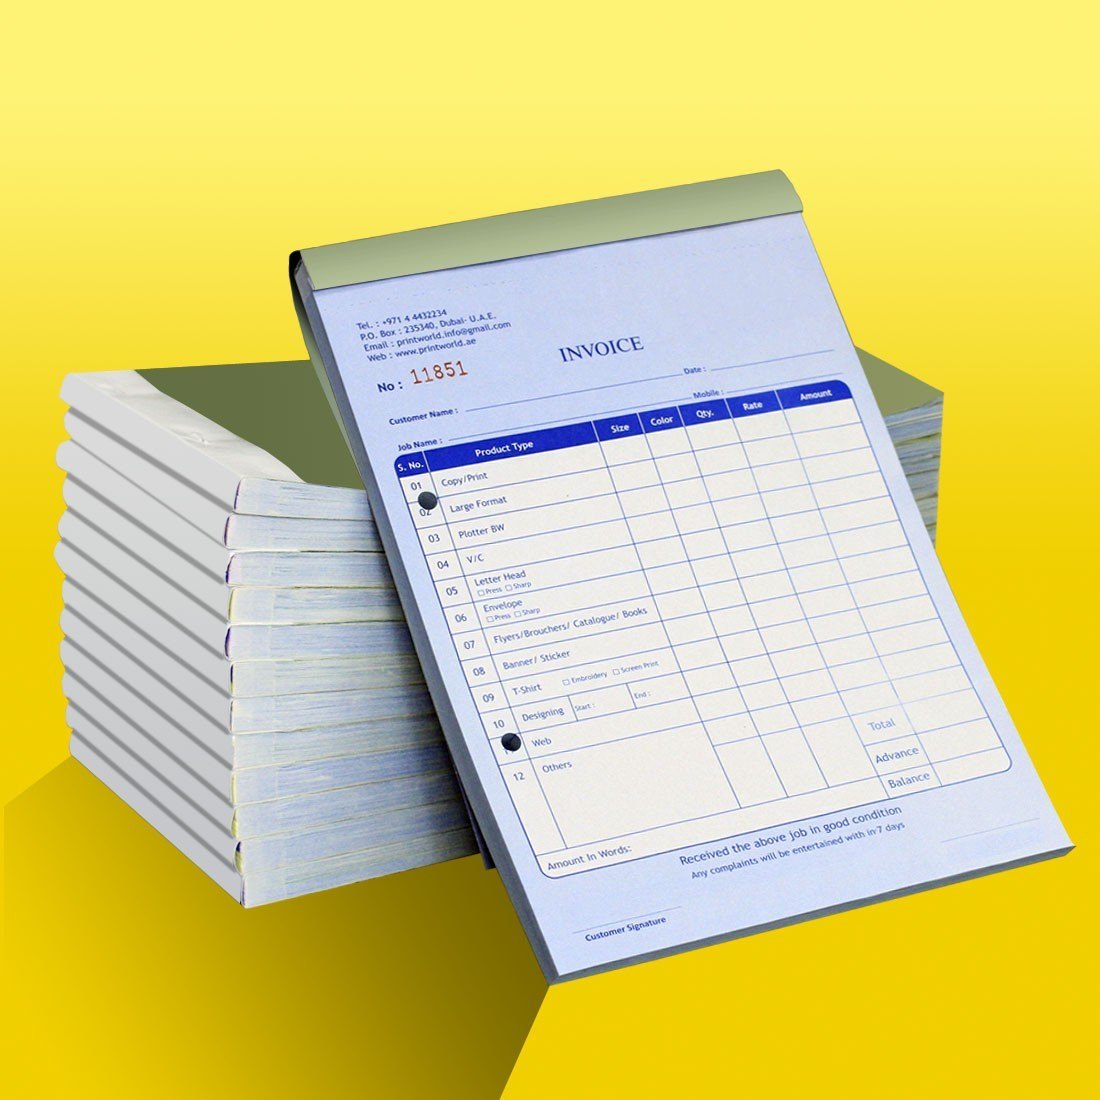 Tel. : +971 4 4432234
P.O. Box : 235340, Dubai- U.A.E.
Email : printworld.info@gmail.com
Web : www.printworld.ae
No : 11851
INVOICE
Date :
Customer Name :
Mobile :
Job Name :
S. No. Product Type Size Color Qty. Rate Amount
01 Copy/Print
02 Large Format
03 Plotter BW
04 V/C
05 Letter Head
□ Press □ Sharp
06 Envelope
□ Press □ Sharp
07 Flyers/Brouchers/ Catalogue/ Books
08 Banner/ Sticker
09 T-Shirt □ Embroidery □ Screen Print
10 Designing Start : End :
Web
12 Others
Total
Advance
Balance
Amount In Words:
Received the above job in good condition
Any complaints will be entertained with in 7 days
Customer Signature